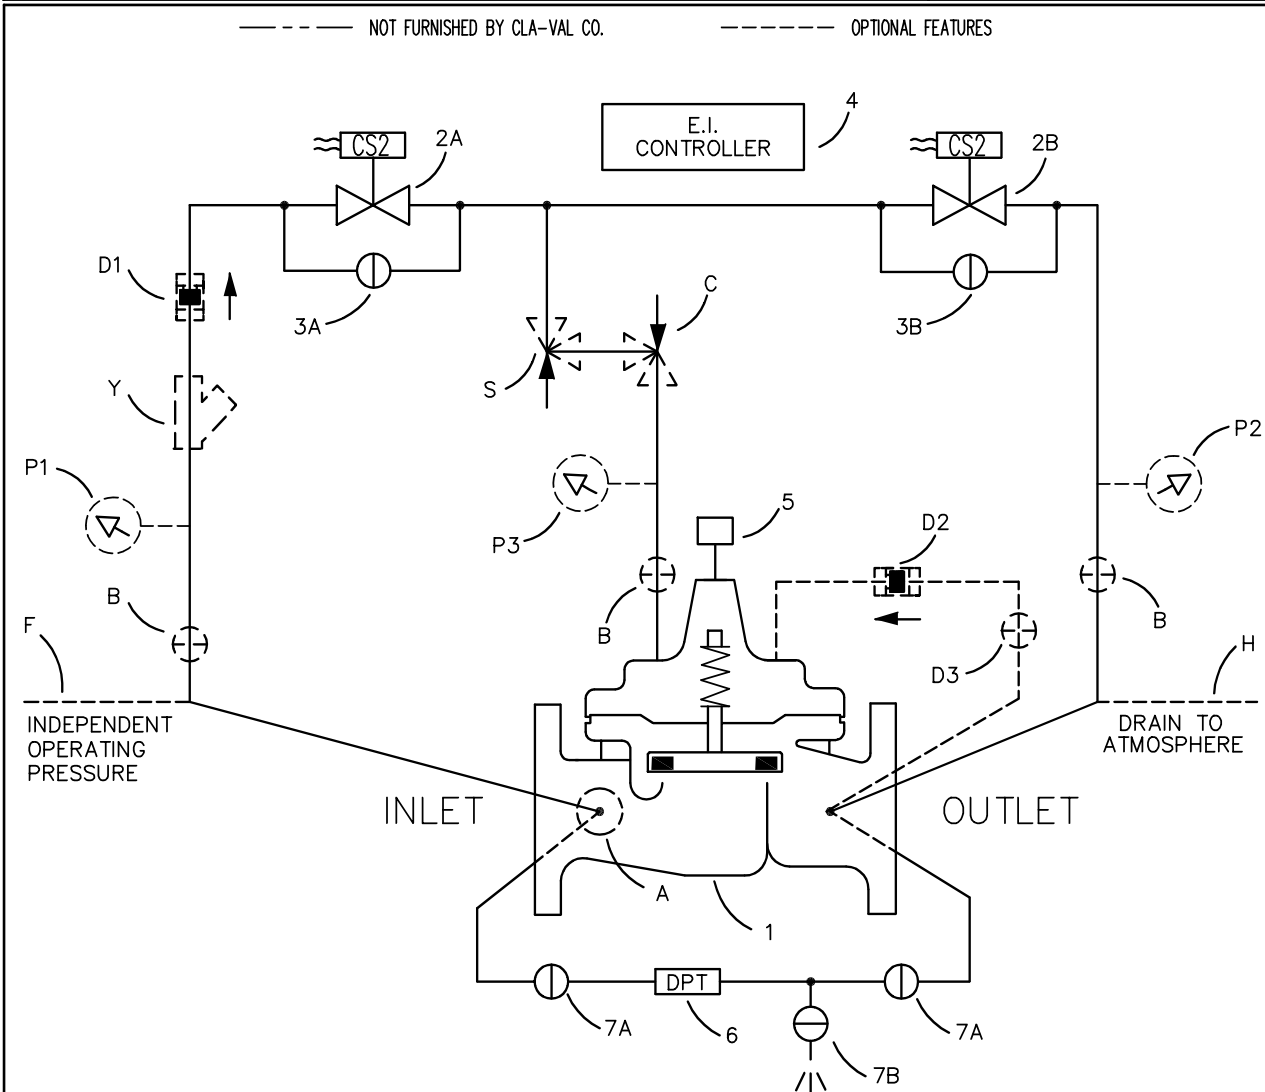 NOT FURNISHED BY CLA-VAL CO.
OPTIONAL FEATURES
4
E.I.
CONTROLLER
CS2
2A
CS2
2B
D1
3A
C
3B
Y
S
P1
P3
5
D2
P2
B
B
B
F
D3
H
INDEPENDENT
OPERATING
PRESSURE
DRAIN TO
ATMOSPHERE
INLET
OUTLET
A
1
DPT
7A
6
7A
7B